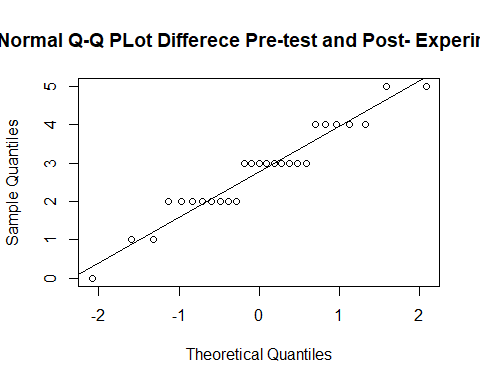 Normal Q-Q PLot Differece Pre-test and Post- Experin
Sample Quantiles
0 1 2 3 4 5
-2 -1 0 1 2
Theoretical Quantiles